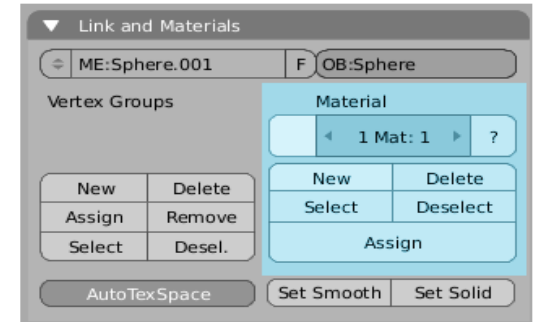 Link and Materials
ME:Sphere.001 F OB:Sphere
Vertex Groups
Material
1 Mat: 1 ?
New Delete
Assign Remove
Select Desel.
New Delete
Select Deselect
Assign
AutoTexSpace
Set Smooth Set Solid